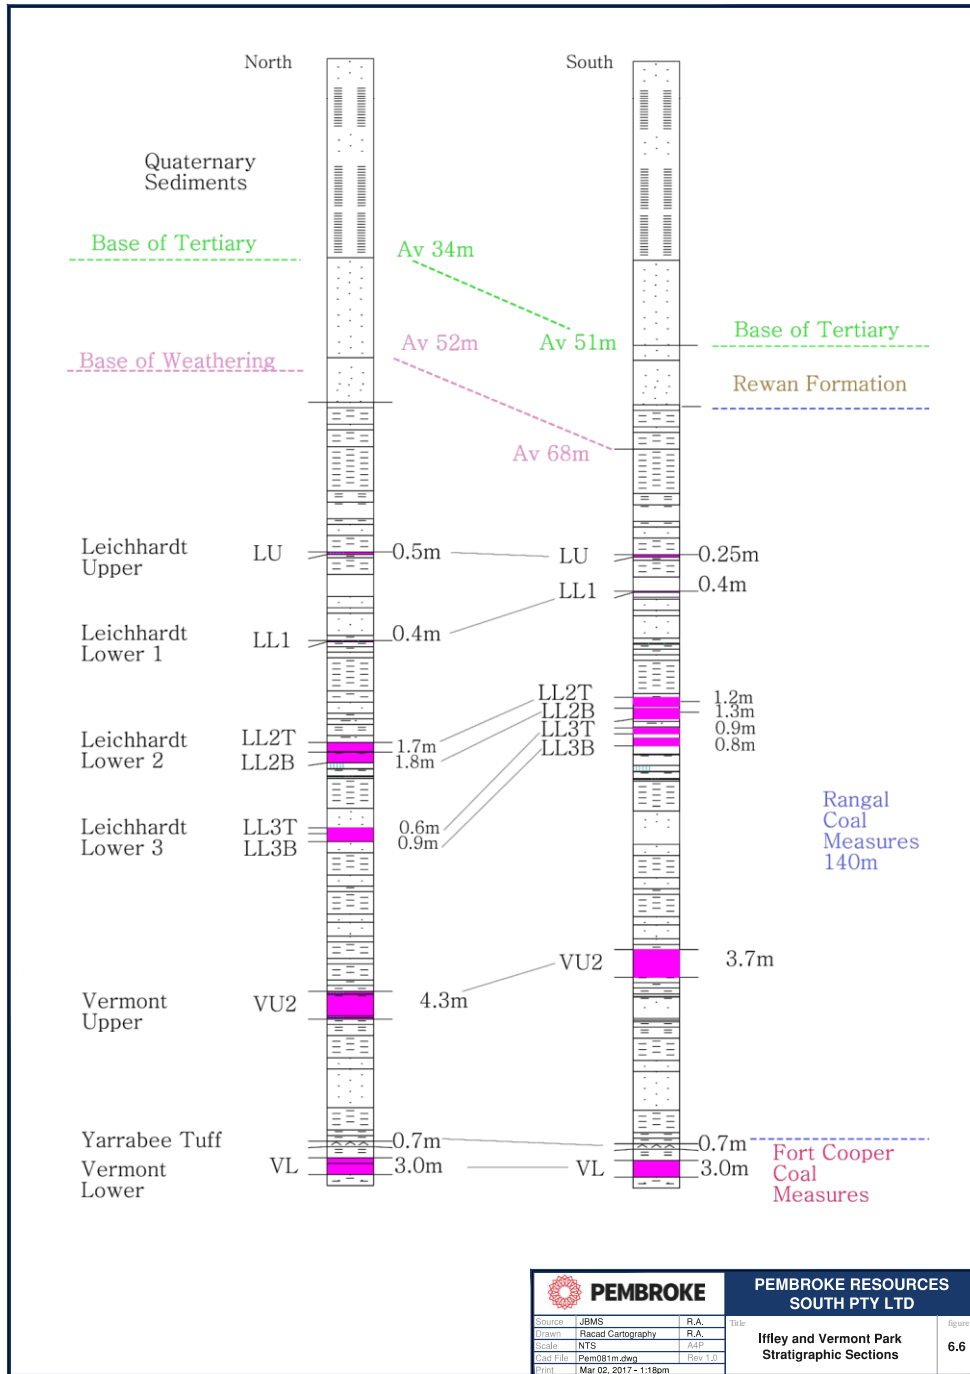 North
South
Quaternary
Sediments
Base of Tertiary
Av 34m
Av 52m
Av 51m
Base of Tertiary
Base of Weathering
Rewan Formation
Av 68m
Leichhardt
Upper
LU
0.5m
LU
0.25m
LL1
0.4m
Leichhardt
Lower 1
LL1
0.4m
LL2T
1.2m
LL2B
1.3m
LL3T
0.9m
LL3B
0.8m
Leichhardt
Lower 2
LL2T
1.7m
LL2B
1.8m
Rangal
Coal
Measures
140m
Leichhardt
Lower 3
LL3T
0.6m
LL3B
0.9m
VU2
3.7m
Vermont
Upper
VU2
4.3m
Yarrabee Tuff
0.7m
0.7m
Vermont
Lower
VL
3.0m
VL
3.0m
Fort Cooper
Coal
Measures
PEMBROKE
PEMBROKE RESOURCES
SOUTH PTY LTD
Source JBMS R.A.
Drawn Racad Cartography R.A.
Scale NTS A4P
Cad File Pem081m.dwg Rev 1.0
Print Mar 02, 2017 - 1:18pm
Title
Iffley and Vermont Park
Stratigraphic Sections
figure
6.6